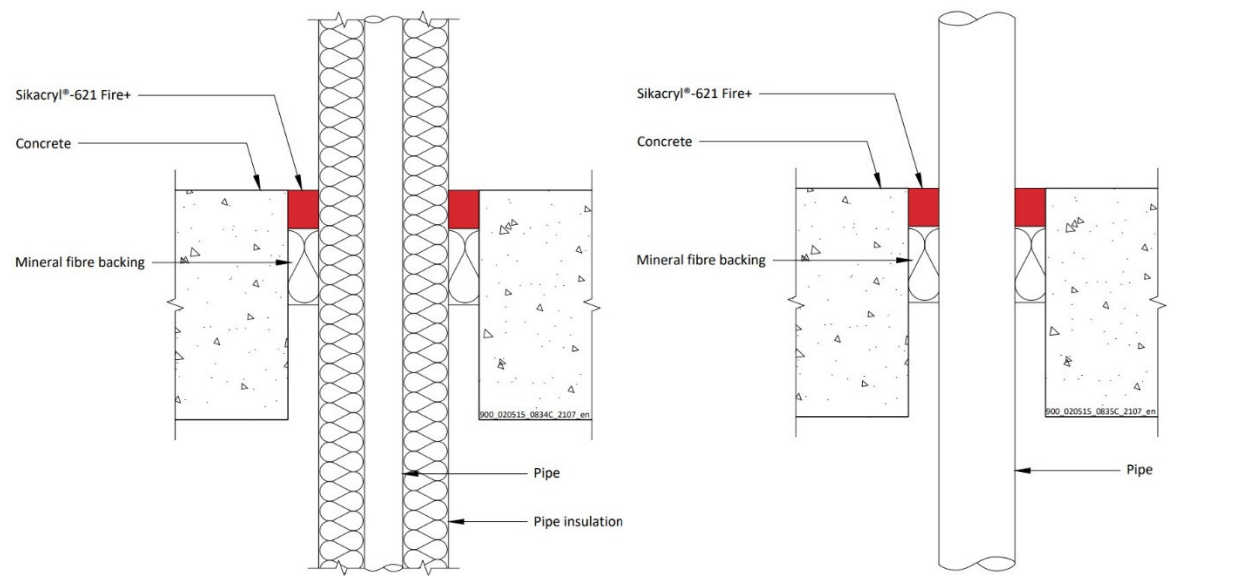 Sikacryl®-621 Fire+
Concrete
Mineral fibre backing
900_020515_0834C_2107_en
Pipe
Pipe insulation
Sikacryl®-621 Fire+
Concrete
Mineral fibre backing
900_020515_0835C_2107_en
Pipe